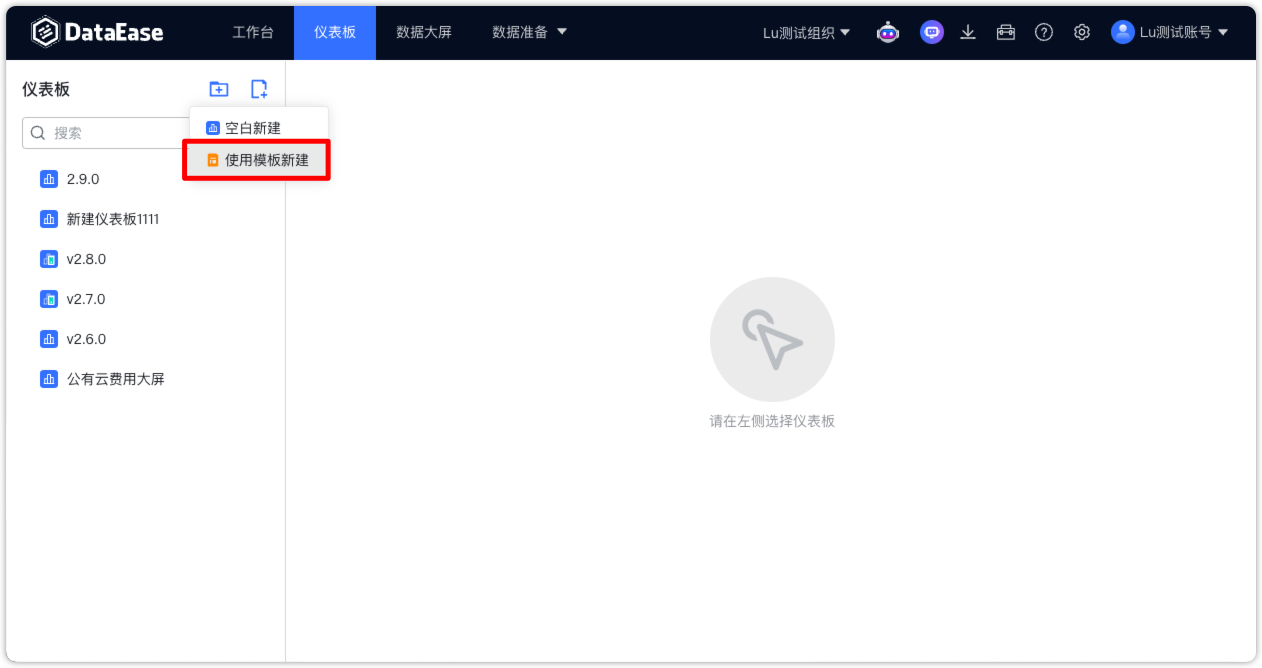 DataEase 工作台 仪表板 数据大屏 数据准备 Lu测试组织 Lu测试账号
仪表板
空白新建
搜索
使用模板新建
2.9.0
新建仪表板1111
v2.8.0
v2.7.0
v2.6.0
公有云费用大屏
请在左侧选择仪表板